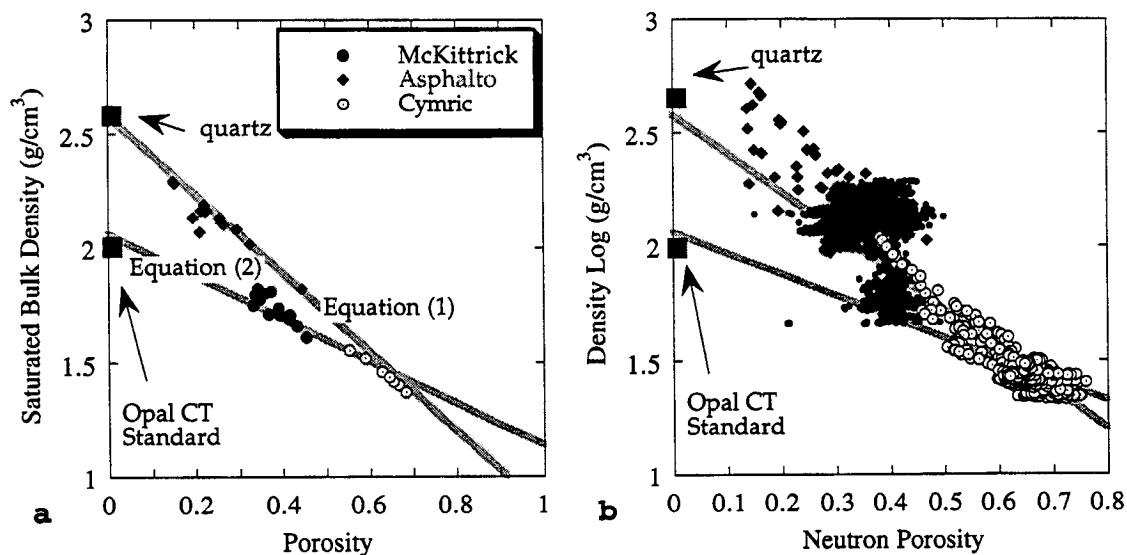 3
2.5
2
1.5
1
Saturated Bulk Density (g/cm³)
McKittrick
Asphalto
Cymric
quartz
Equation (2)
Equation (1)
Opal CT
Standard
0 0.2 0.4 0.6 0.8 1
a
Porosity
3
2.5
2
1.5
1
Density Log (g/cm³)
quartz
Opal CT
Standard
0 0.1 0.2 0.3 0.4 0.5 0.6 0.7 0.8
b
Neutron Porosity